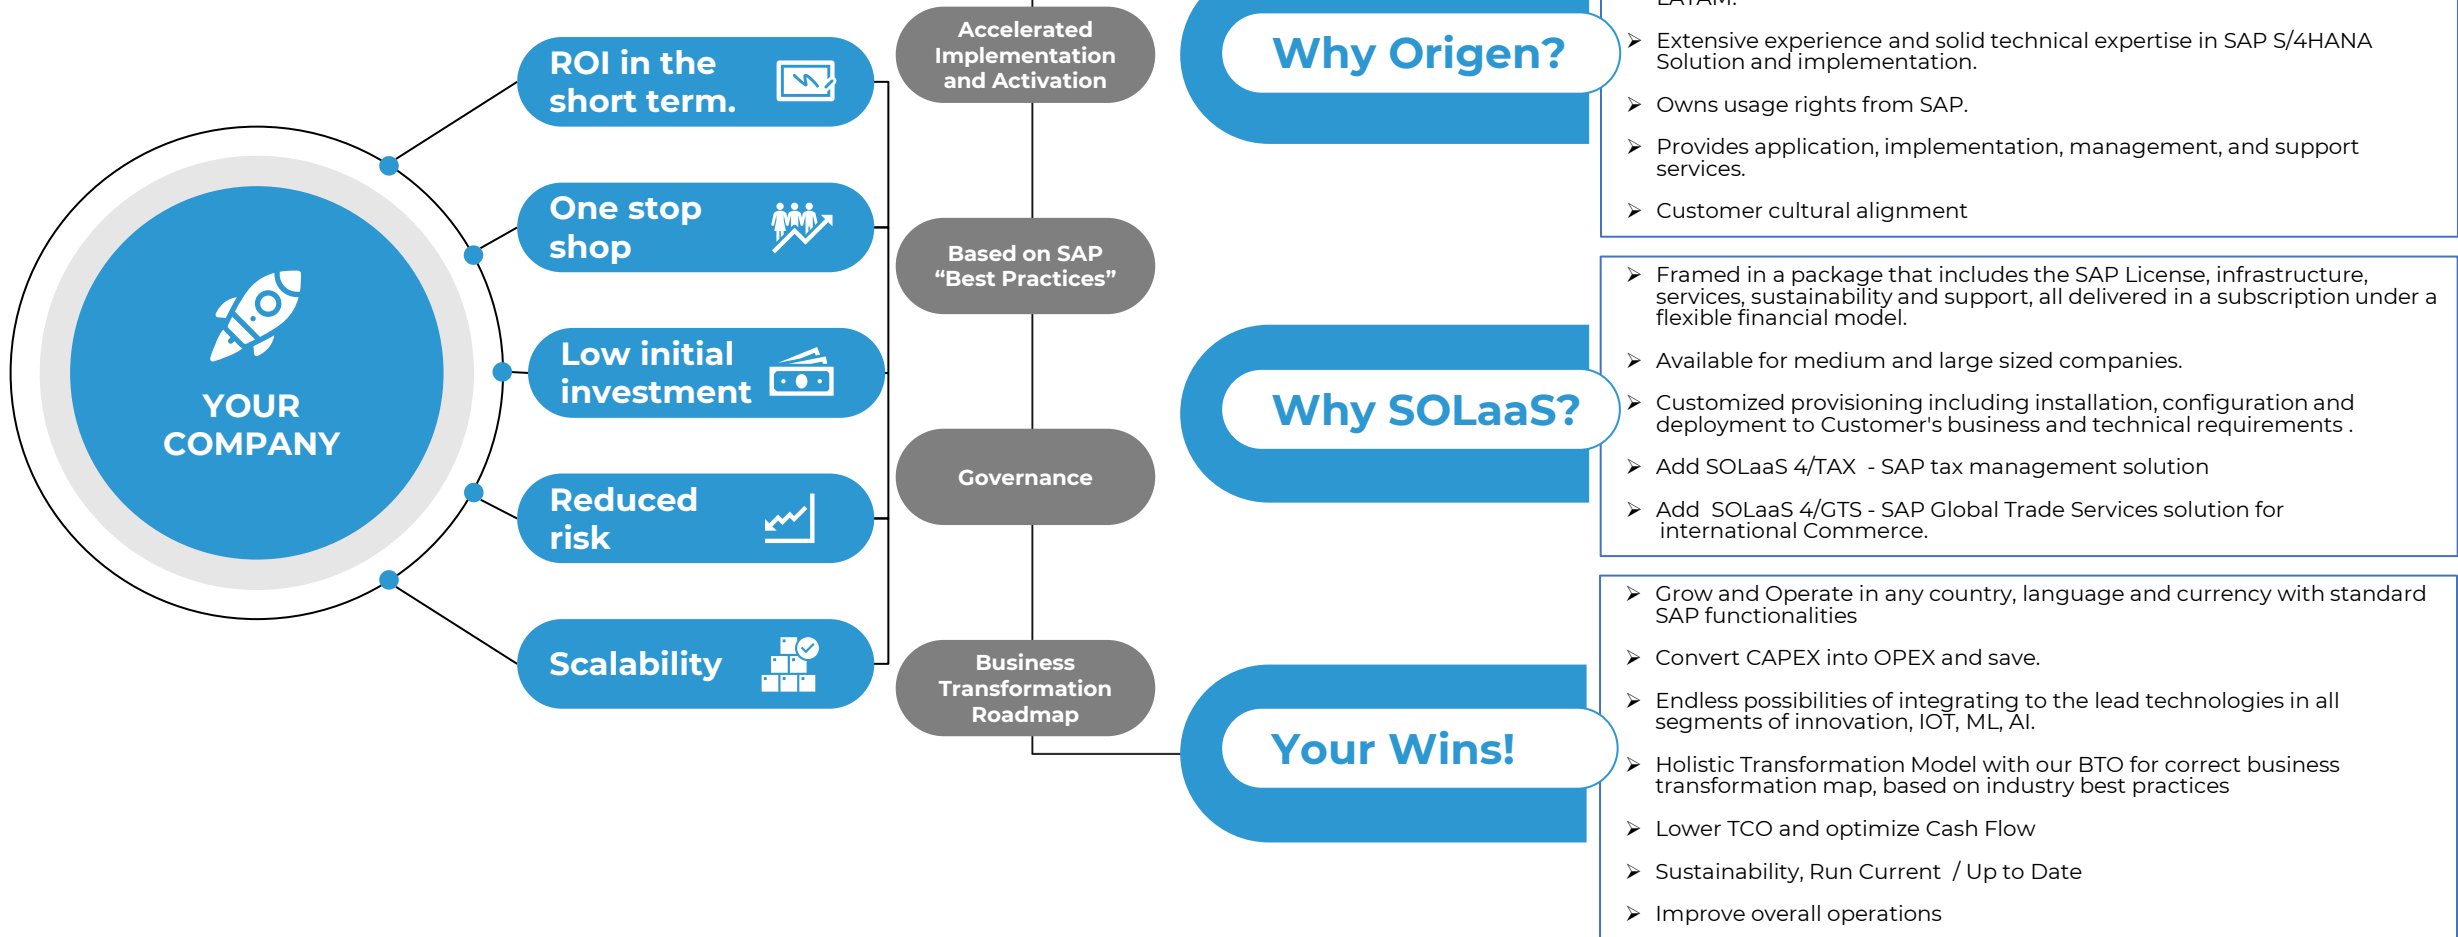 YOUR
COMPANY
ROI in the
short term.
One stop
shop
Low initial
investment
Reduced
risk
Scalability
Accelerated
Implementation
and Activation
Based on SAP
“Best Practices”
Governance
Business
Transformation
Roadmap
Why Origen?
LATAM.
➢ Extensive experience and solid technical expertise in SAP S/4HANA
Solution and implementation.
➢ Owns usage rights from SAP.
➢ Provides application, implementation, management, and support
services.
➢ Customer cultural alignment
Why SOLaaS?
➢ Framed in a package that includes the SAP License, infrastructure,
services, sustainability and support, all delivered in a subscription under a
flexible financial model.
➢ Available for medium and large sized companies.
➢ Customized provisioning including installation, configuration and
deployment to Customer's business and technical requirements .
➢ Add SOLaaS 4/TAX  - SAP tax management solution
➢ Add  SOLaaS 4/GTS - SAP Global Trade Services solution for
international Commerce.
Your Wins!
➢ Grow and Operate in any country, language and currency with standard
SAP functionalities
➢ Convert CAPEX into OPEX and save.
➢ Endless possibilities of integrating to the lead technologies in all
segments of innovation, IOT, ML, AI.
➢ Holistic Transformation Model with our BTO for correct business
transformation map, based on industry best practices
➢ Lower TCO and optimize Cash Flow
➢ Sustainability, Run Current  / Up to Date
➢ Improve overall operations